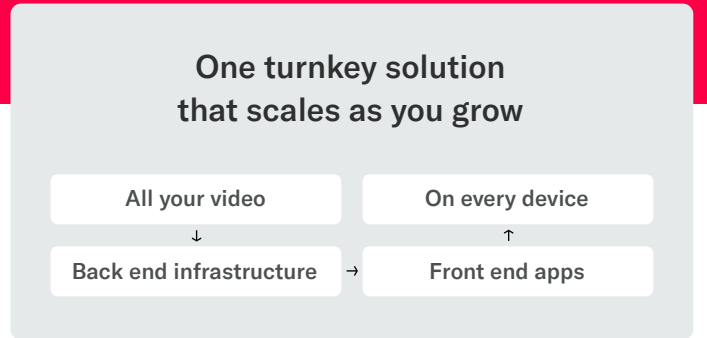 One turnkey solution
that scales as you grow
All your video
On every device
↓
↑
Back end infrastructure → Front end apps